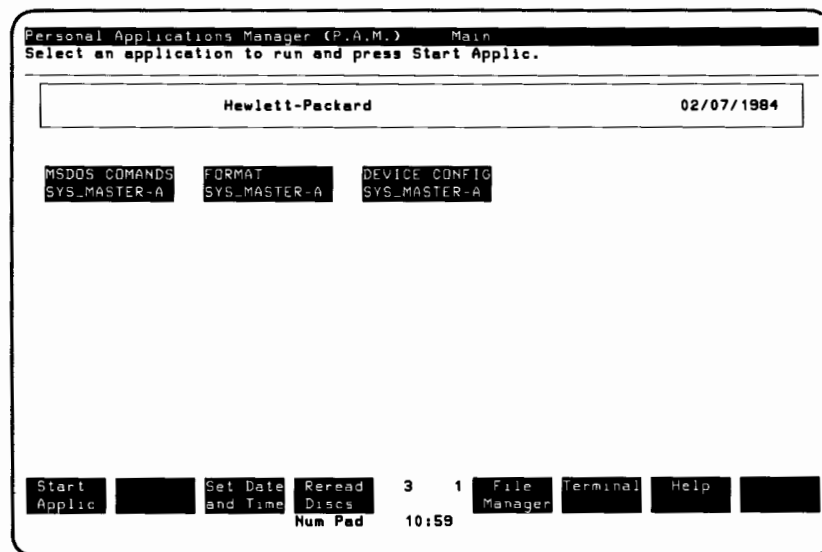 Personal Applications Manager (P.A.M.) Main
Select an application to run and press Start Applic.
Hewlett-Packard 02/07/1984
MSDOS COMANDS FORMAT DEVICE CONFIG
SYS_MASTER-A SYS_MASTER-A SYS_MASTER-A
Start Set Date Reread 3 1 File Terminal Help
Applic and Time Discs Manager
Num Pad 10:59